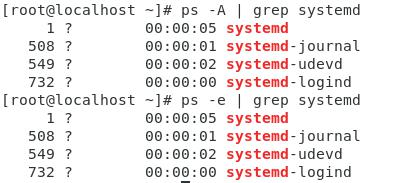 [root@localhost ~]# ps -A | grep systemd
1 ? 00:00:05 systemd
508 ? 00:00:01 systemd-journal
549 ? 00:00:02 systemd-udevd
732 ? 00:00:00 systemd-logind
[root@localhost ~]# ps -e | grep systemd
1 ? 00:00:05 systemd
508 ? 00:00:01 systemd-journal
549 ? 00:00:02 systemd-udevd
732 ? 00:00:00 systemd-logind